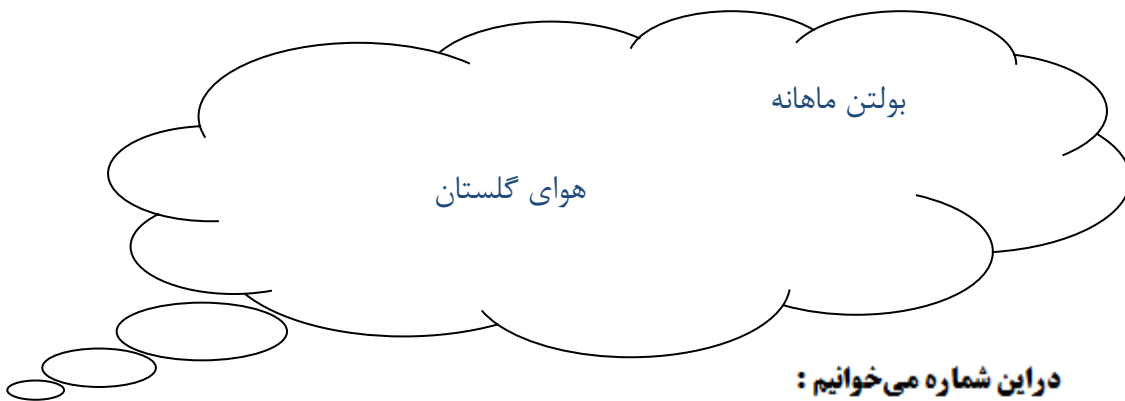 بولتن ماهانه
هوای گلستان
دراین شماره می‌خوانیم :